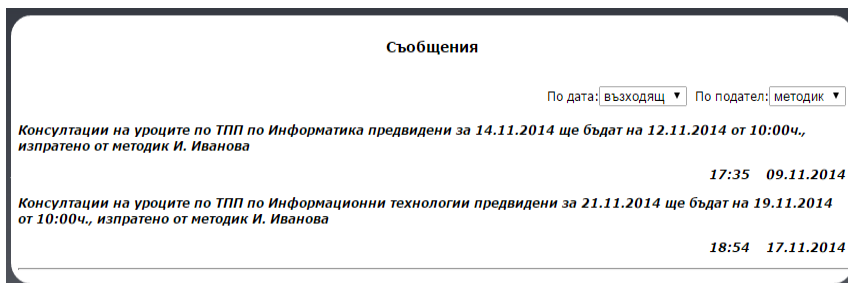 Съобщения
По дата: възходящ ▼ По подател: методик ▼
Консултации на уроците по ТПП по Информатика предвидени за 14.11.2014 ще бъдат на 12.11.2014 от 10:00ч.,
изпратено от методик И. Иванова
17:35 09.11.2014
Консултации на уроците по ТПП по Информационни технологии предвидени за 21.11.2014 ще бъдат на 19.11.2014
от 10:00ч., изпратено от методик И. Иванова
18:54 17.11.2014